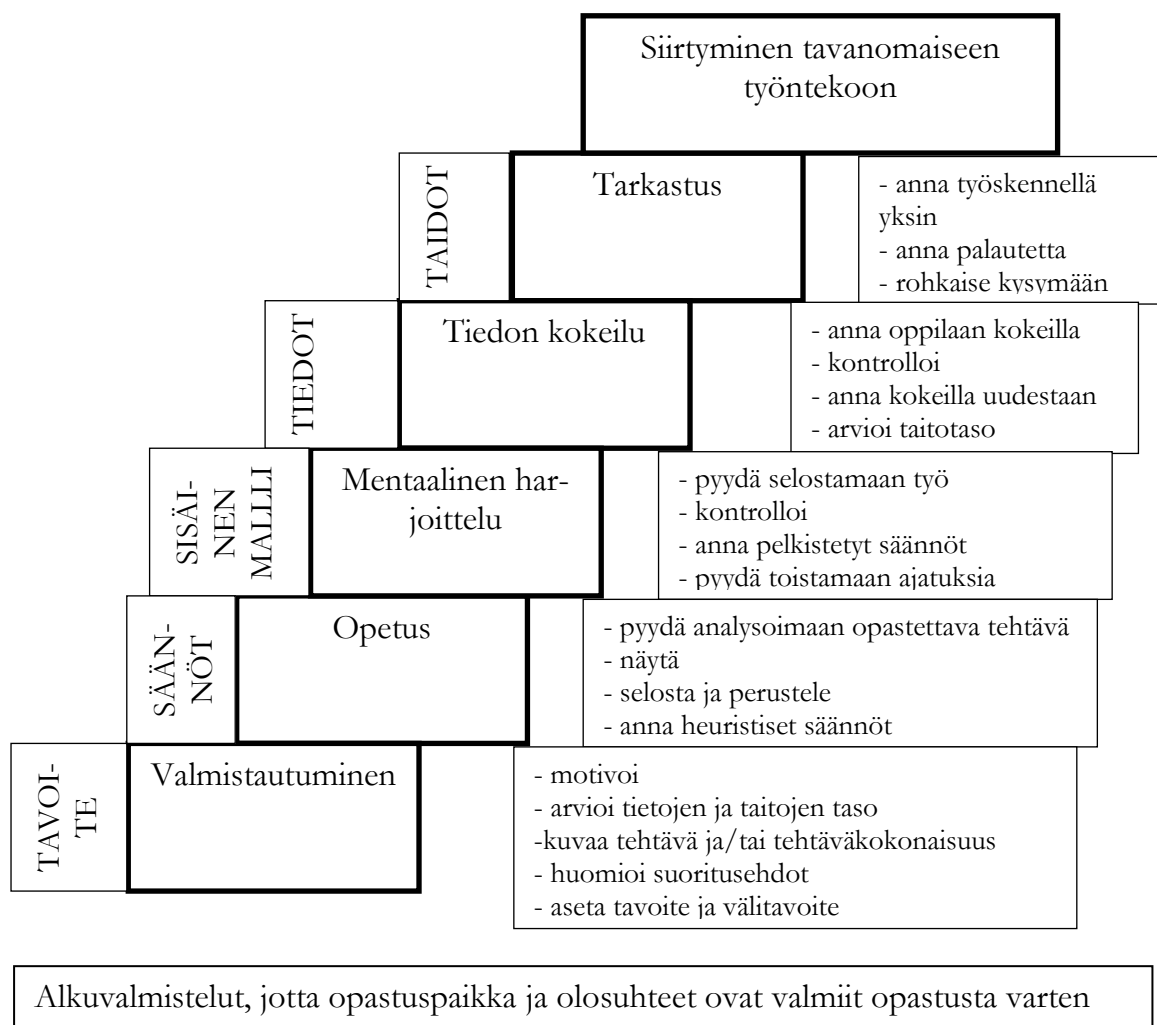 Siirtyminen tavanomaiseen
työntekoon
TAIDOT
Tarkastus
- anna työskennellä
yksin
- anna palautetta
- rohkaise kysymään
TIEDOT
Tiedon kokeilu
- anna oppilaan kokeilla
- kontrolloi
- anna kokeilla uudestaan
- arvioi taitotaso
SISÄI-
NEN
MALLLI
Mentaalinen har-
joittelu
- pyydä selostamaan työ
- kontrolloi
- anna pelkistetyt säännöt
- pyydä toistamaan ajatuksia
SÄÄN-
NÖT
Opetus
- pyydä analysoimaan opastettava tehtävä
- näytä
- selosta ja perustele
- anna heuristiset säännöt
TAVOI-
TE
Valmistautuminen
- motivoi
- arvioi tietojen ja taitojen taso
-kuvaa tehtävä ja/tai tehtäväkokonaisuus
- huomioi suoritusehdot
- aseta tavoite ja välitavoite
Alkuvalmistelut, jotta opastuspaikka ja olosuhteet ovat valmiit opastusta varten